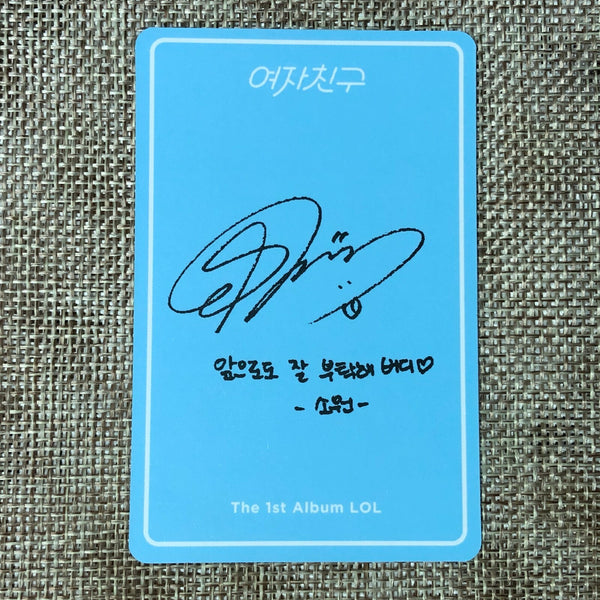 여자친구
앞으로도 잘 부탁해 버디♡
- 소원 -
The 1st Album LOL